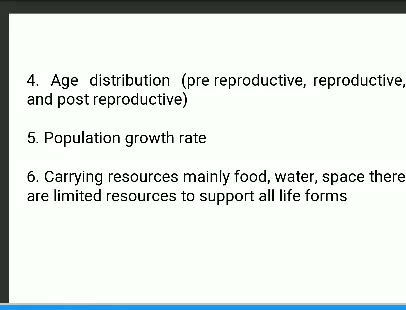 4. Age distribution (pre reproductive, reproductive,
and post reproductive)
5. Population growth rate
6. Carrying resources mainly food, water, space there
are limited resources to support all life forms